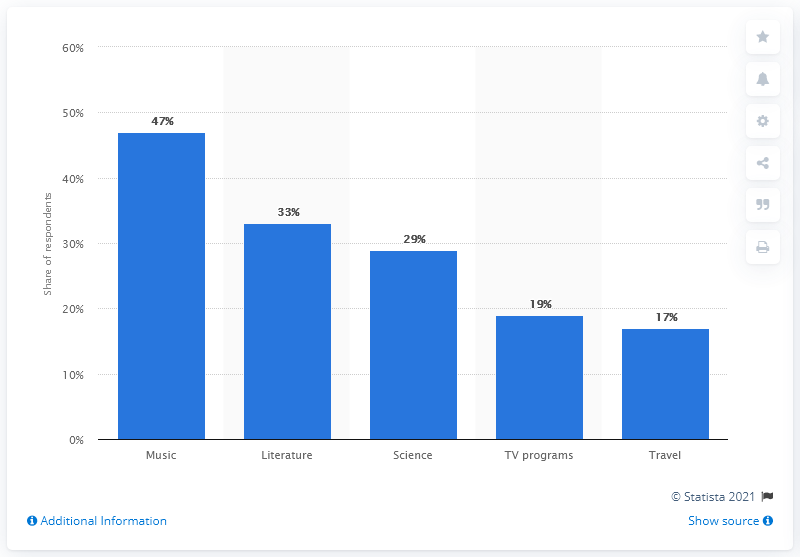 60%
50%
40%
30%
20%
10%
0%
Share of respondents
47%
33%
29%
19%
17%
Music
Literature
Science
TV programs
Travel
© Statista 2021
Additional Information
Show source